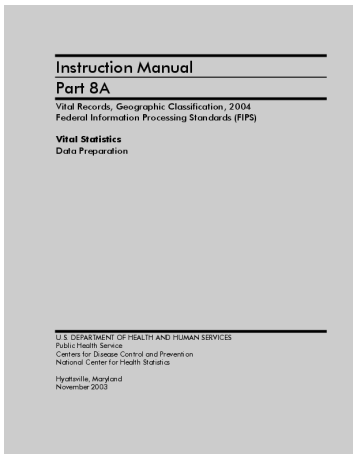 Instruction Manual
Part 8A
Vital Records, Geographic Classification, 2004
Federal Information Processing Standards (FIPS)
Vital Statistics
Data Preparation
U.S. DEPARTMENT OF HEALTH AND HUMAN SERVICES
Public Health Service
Centers for Disease Control and Prevention
National Center for Health Statistics
Hyattsville, Maryland
November 2003